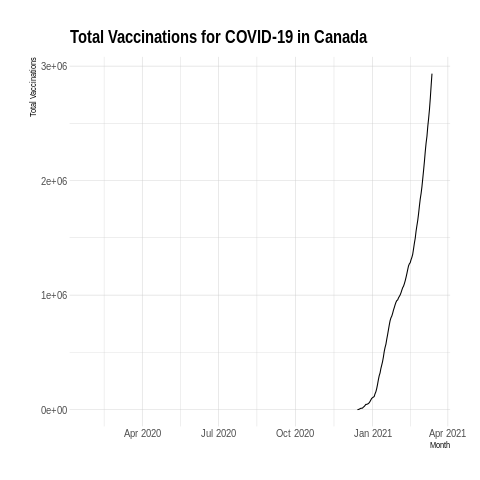 Total Vaccinations for COVID-19 in Canada
Total Vaccinations
3e+06
2e+06
1e+06
0e+00
Apr 2020
Jul 2020
Oct 2020
Jan 2021
Apr 2021
Month